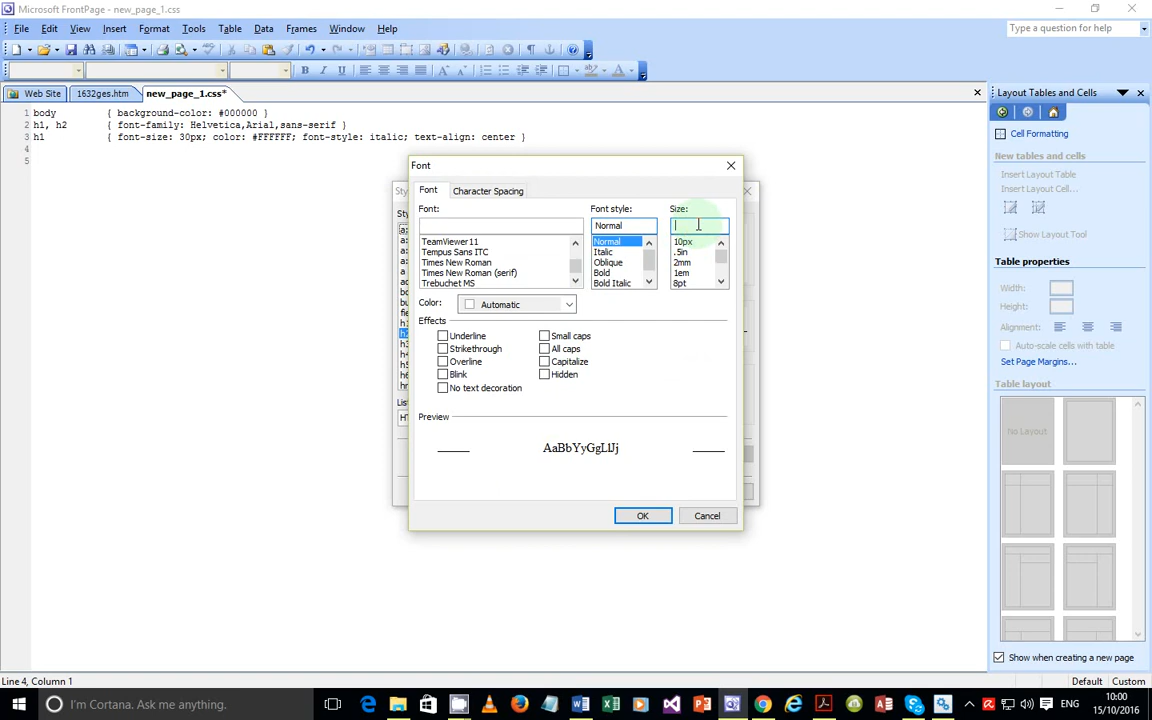 Microsoft FrontPage - new_page_1.css
File Edit View Insert Format Tools Table Data Frames Window Help
Type a question for help
Web Site 1632ges.htm new_page_1.css*
Layout Tables and Cells
1 body { background-color: #000000 }
2 h1, h2 { font-family: Helvetica,Arial,sans-serif }
3 h1 { font-size: 30px; color: #FFFFFF; font-style: italic; text-align: center }
4
5
Cell Formatting
New tables and cells
Insert Layout Table
Insert Layout Cell...
Show Layout Tool
Table properties
Width:
Height:
Alignment:
Auto-scale cells with table
Set Page Margins...
Table layout
No Layout
Show when creating a new page
Font
Font Character Spacing
Font: Font style: Size:
Normal
TeamViewer11 Normal 10px
Tempus Sans ITC Italic .5in
Times New Roman Oblique 2mm
Times New Roman (serif) Bold 1em
Trebuchet MS Bold Italic 8pt
Color: Automatic
Effects
Underline Small caps
Strikethrough All caps
Overline Capitalize
Blink Hidden
No text decoration
Preview
AaBbYyGgLlJj
OK Cancel
Line 4, Column 1
Default Custom
I'm Cortana. Ask me anything.
ENG
10:00
15/10/2016